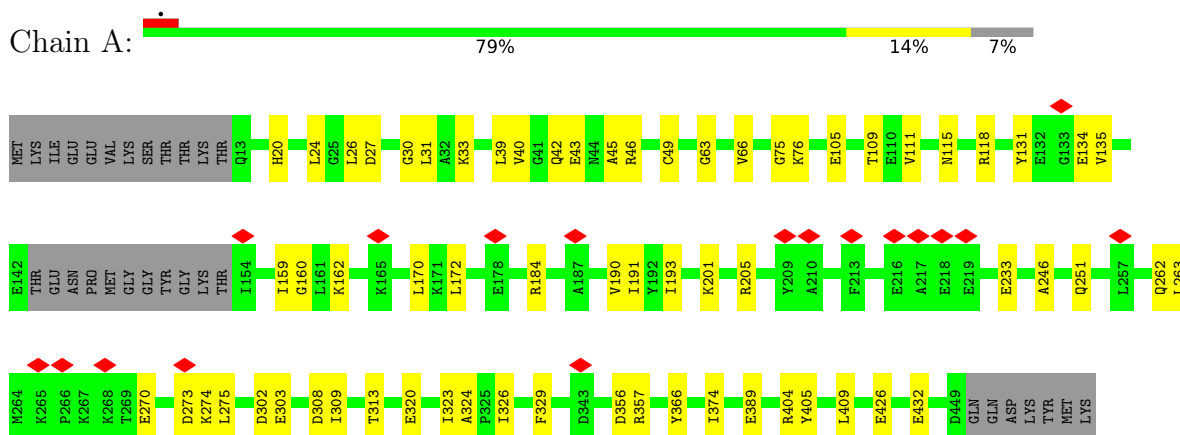 Chain A:
79% 14% 7%
MET LYS ILE GLU GLU VAL LYS SER THR THR LYS THR Q13 H20 L24 G25 L26 D27 G30 L31 A32 K33 L39 V40 G41 Q42 E43 N44 A45 R46 C49 G63 V66 G75 K76 E105 T109 E110 V111 N115 R118 Y131 E132 G133 E134 V135
E142 THR GLU ASN PRO MET GLY GLY TYR GLY LYS THR I154 I159 G160 L161 K162 K165 L170 K171 L172 E178 R184 A187 V190 I191 Y192 I193 K201 R205 Y209 A210 F213 E216 A217 E218 E219 E233 A246 Q251 L257 Q262 L263
M264 K265 P266 K267 K268 T269 E270 D273 K274 L275 D302 E303 D308 I309 T313 E320 I323 A324 P325 I326 F329 D343 D356 R357 Y366 I374 E389 R404 Y405 L409 E426 E432 D449 GLN GLN ASP LYS TYR MET LYS